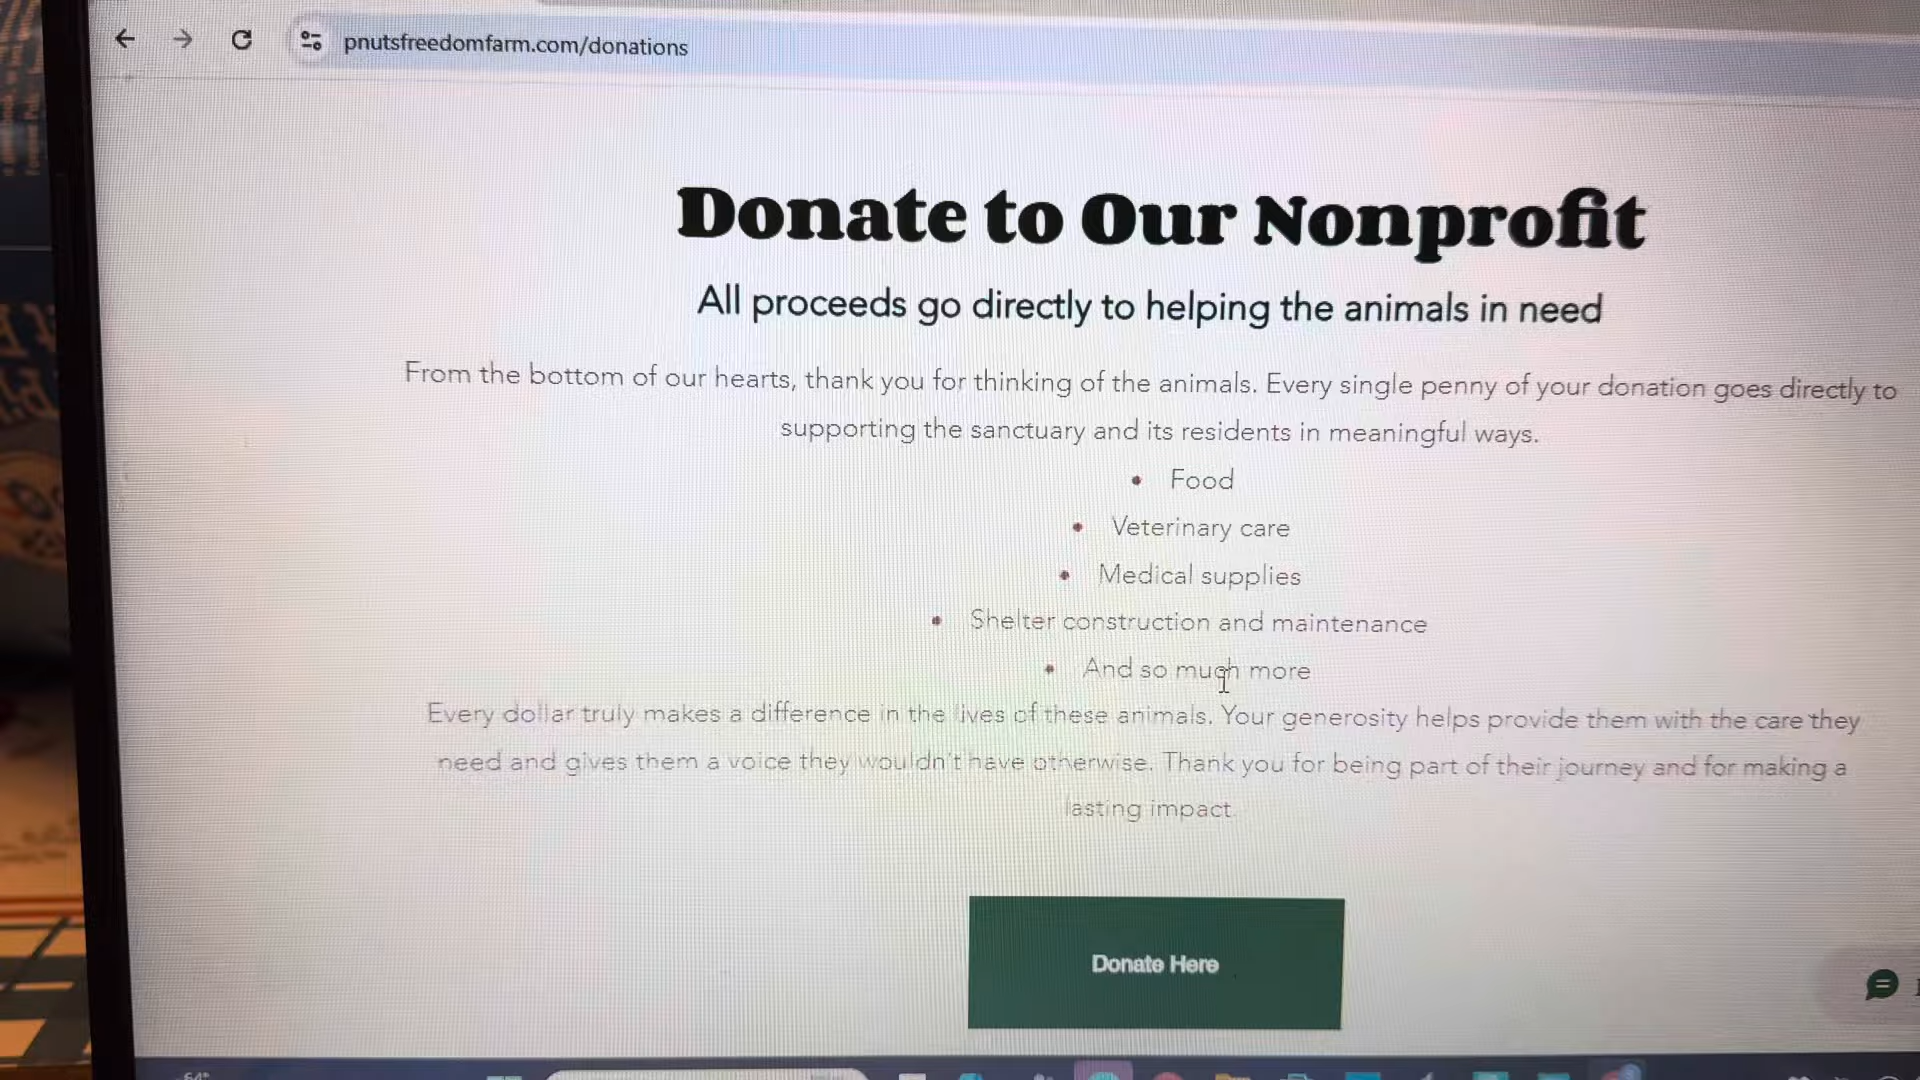 pnutsfreedomfarm.com/donations
Donate to Our Nonprofit
All proceeds go directly to helping the animals in need
From the bottom of our hearts, thank you for thinking of the animals. Every single penny of your donation goes directly to
supporting the sanctuary and its residents in meaningful ways.
• Food
• Veterinary care
• Medical supplies
• Shelter construction and maintenance
• And so much more
Every dollar truly makes a difference in the lives of these animals. Your generosity helps provide them with the care they
need and gives them a voice they wouldn't have otherwise. Thank you for being part of their journey and for making a
lasting impact.
Donate Here